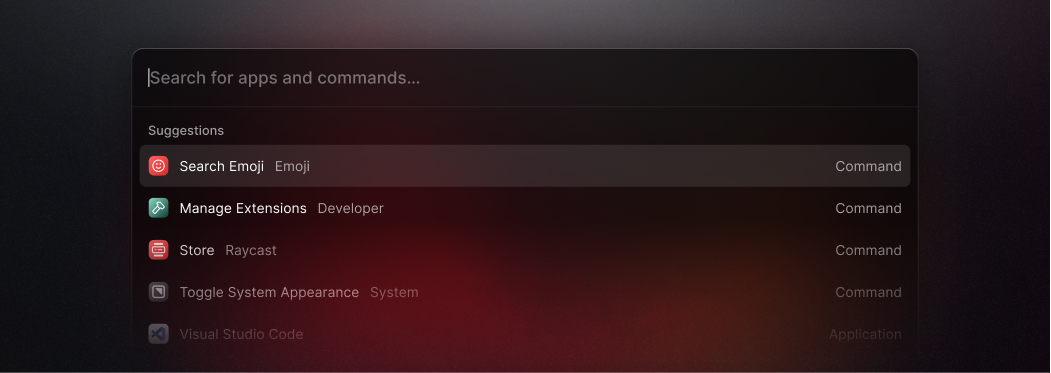 Search for apps and commands...
Suggestions
Search Emoji Emoji Command
Manage Extensions Developer Command
Store Raycast Command
Toggle System Appearance System Command
Visual Studio Code Application